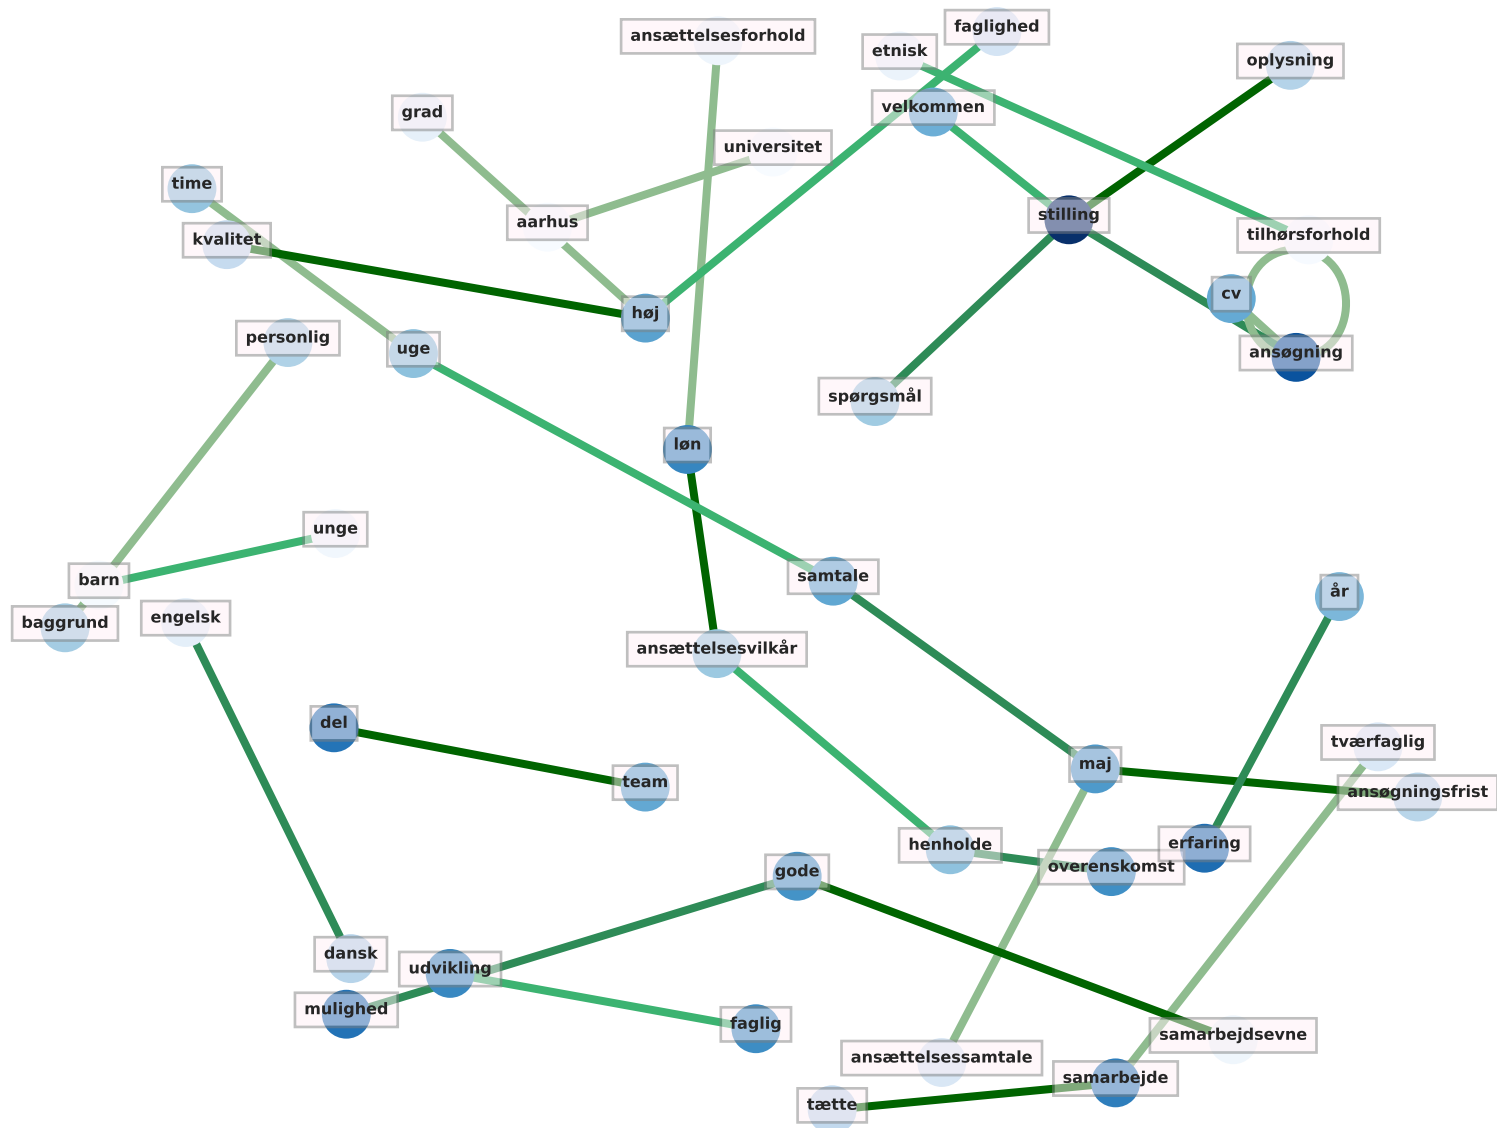 faglighed
ansættelsesforhold
etnisk
oplysning
velkommen
grad
universitet
time
stilling
aarhus
tilhørsforhold
kvalitet
cv
høj
personlig
uge
ansøgning
spørgsmål
løn
unge
samtale
barn
år
engelsk
baggrund
ansættelsesvilkår
del
tværfaglig
maj
team
ansøgningsfrist
erfaring
henholde
overenskomst
gode
dansk
udvikling
mulighed
faglig
samarbejdsevne
ansættelsessamtale
samarbejde
tætte